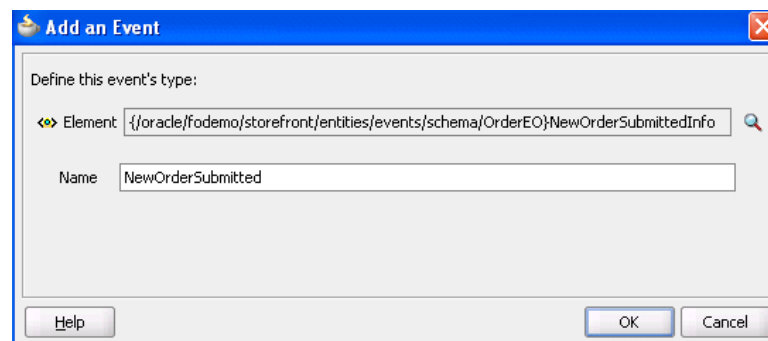 Add an Event
Define this event's type:
Element {/oracle/fodemo/storefront/entities/events/schema/OrderEO}NewOrderSubmittedInfo
Name NewOrderSubmitted
Help OK Cancel